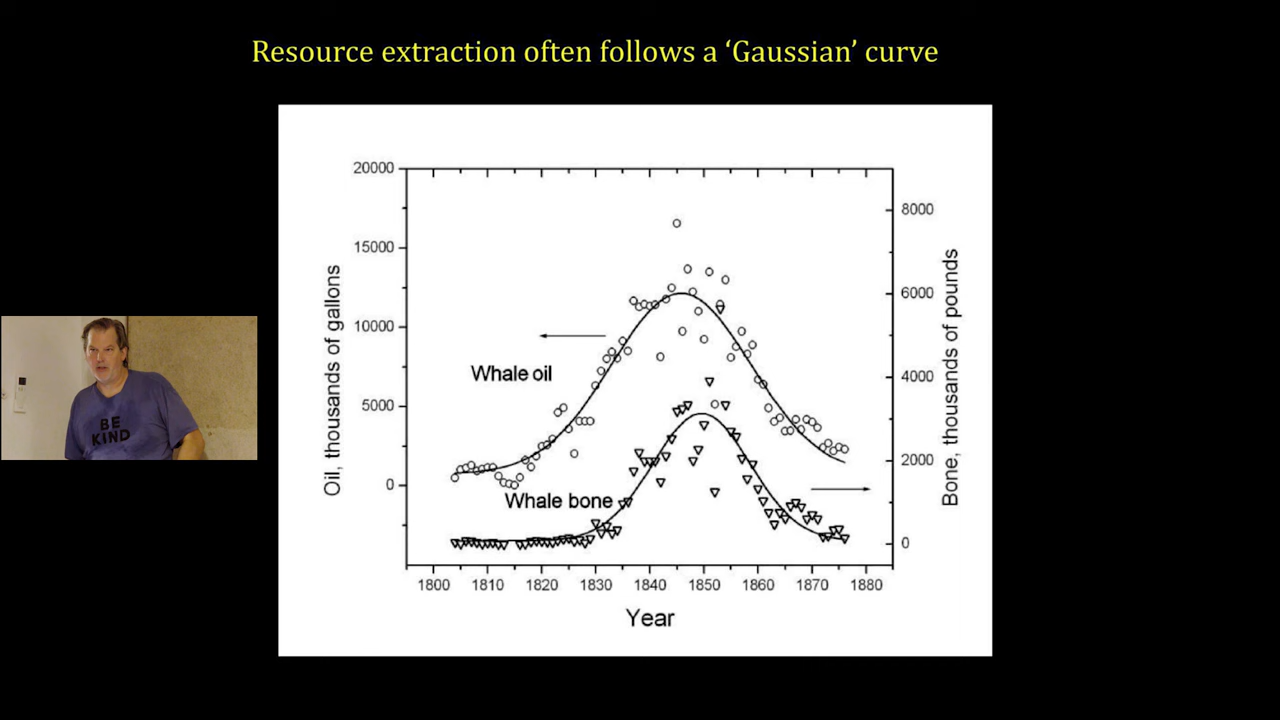 Resource extraction often follows a ‘Gaussian’ curve
20000
15000
10000
5000
0
Oil, thousands of gallons
Whale oil
Whale bone
8000
6000
4000
2000
0
Bone, thousands of pounds
1800 1810 1820 1830 1840 1850 1860 1870 1880
Year
BE
KIND